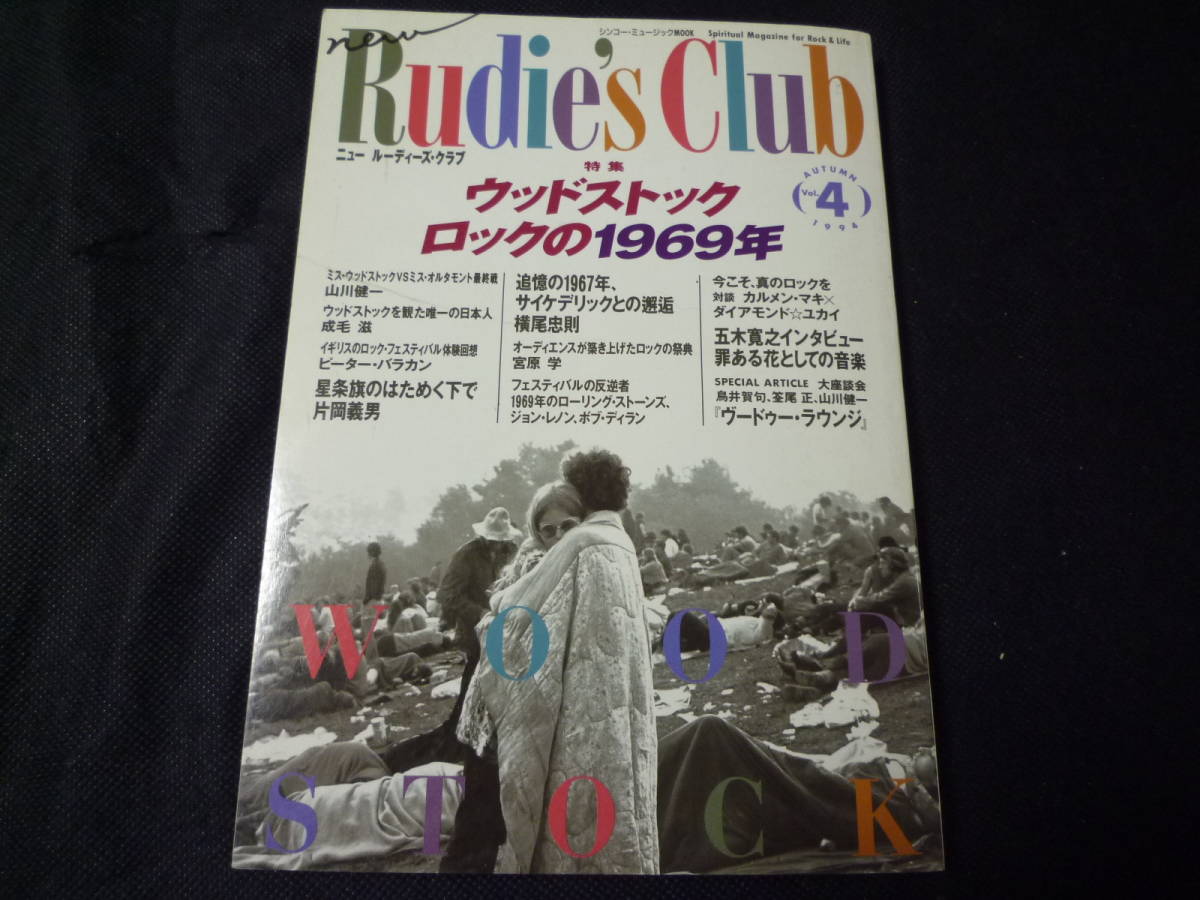 シンコー・ミュージックMOOK Spiritual Magazine for Rock & Life
new
Rudie's Club
ニュー ルーディーズ・クラブ
AUTUMN
Vol. 4
1994
特集
ウッドストック
ロックの1969年
ミス・ウッドストックVSミス・オルタモント最終戦
山川健一
ウッドストックを観た唯一の日本人
成毛 滋
イギリスのロック・フェスティバル体験回想
ピーター・バラカン
星条旗のはためく下で
片岡義男
追憶の1967年、
サイケデリックとの邂逅
横尾忠則
オーディエンスが築き上げたロックの祭典
宮原 学
フェスティバルの反逆者
1969年のローリング・ストーンズ、
ジョン・レノン、ボブ・ディラン
今こそ、真のロックを
対談 カルメン・マキ×
ダイアモンド☆ユカイ
五木寛之インタビュー
罪ある花としての音楽
SPECIAL ARTICLE 大座談会
鳥井賀句、筌尾 正、山川健一
『ヴードゥー・ラウンジ』
WOOD
STOCK